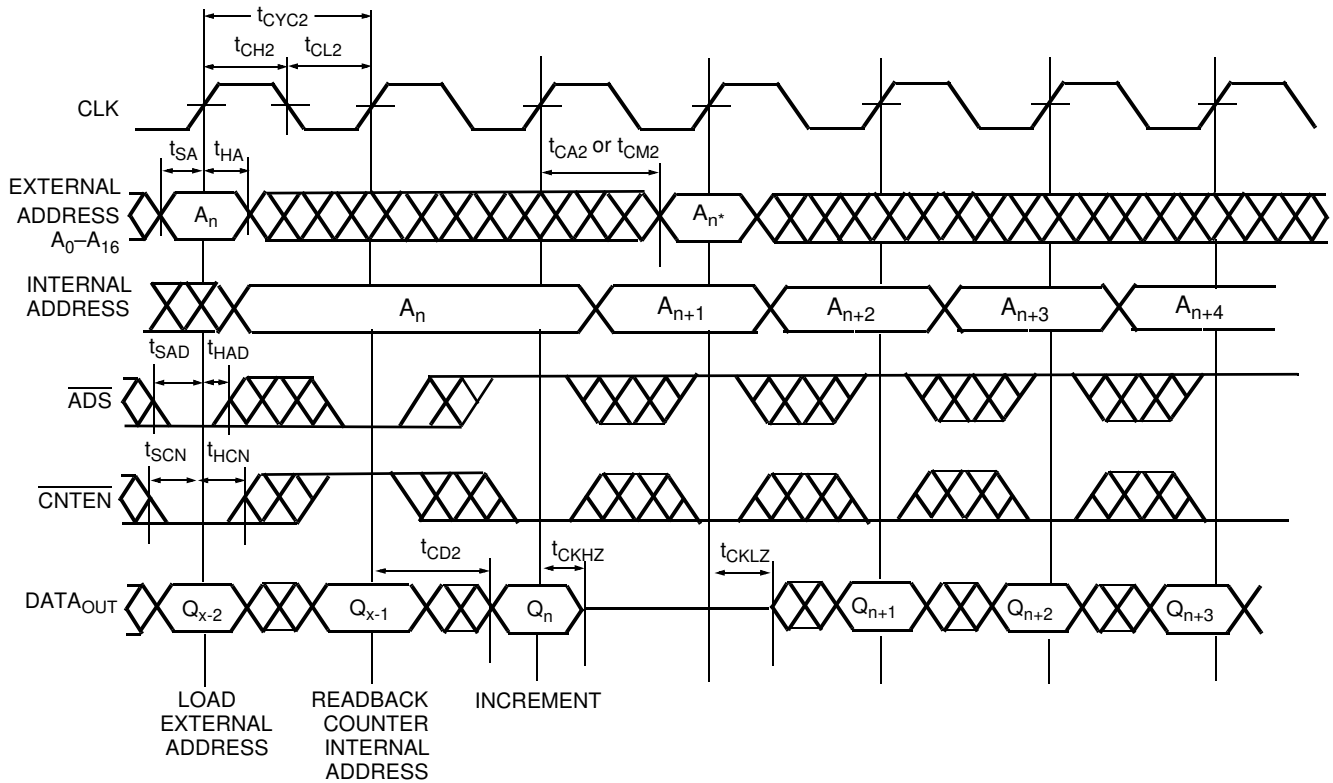 tCYC2
tCH2 tCL2
CLK
tSA tHA tCA2 or tCM2
EXTERNAL
ADDRESS
A0–A16
An An*
INTERNAL
ADDRESS
An An+1 An+2 An+3 An+4
tSAD tHAD
ADS
tSCN tHCN
CNTEN
tCD2 tCKHZ tCKLZ
DATAOUT Qx-2 Qx-1 Qn Qn+1 Qn+2 Qn+3
LOAD
EXTERNAL
ADDRESS
READBACK
COUNTER
INTERNAL
ADDRESS
INCREMENT